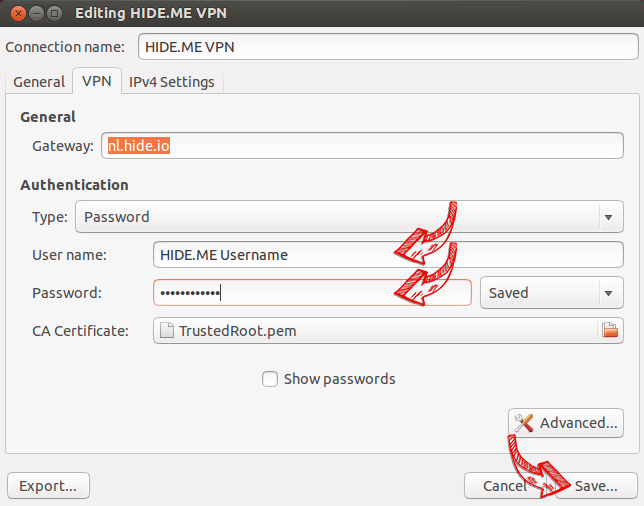 Editing HIDE.ME VPN
Connection name: HIDE.ME VPN
General VPN IPv4 Settings
General
Gateway: nl.hide.io
Authentication
Type: Password
User name: HIDE.ME Username
Password: •••••••••••• Saved
CA Certificate: TrustedRoot.pem
Show passwords
Advanced...
Export... Cancel Save...